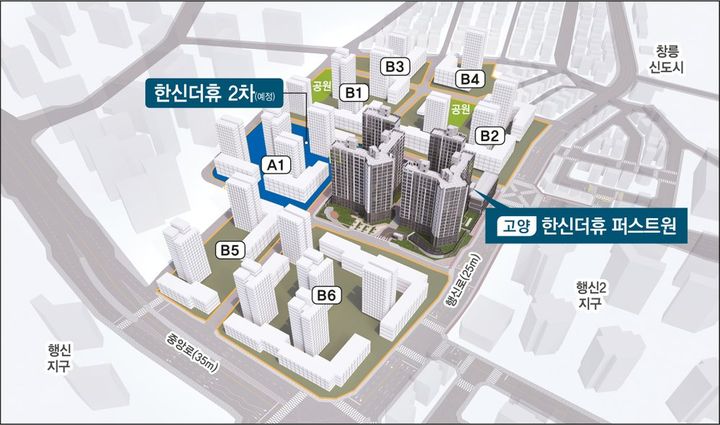 창릉
신도시
B3
B4
한신더휴 2차(예정)
공원
B1
공원
B2
A1
고양 한신더휴 퍼스트원
B5
B6
행신로(25m)
행신2
지구
행신
지구
중앙로(35m)